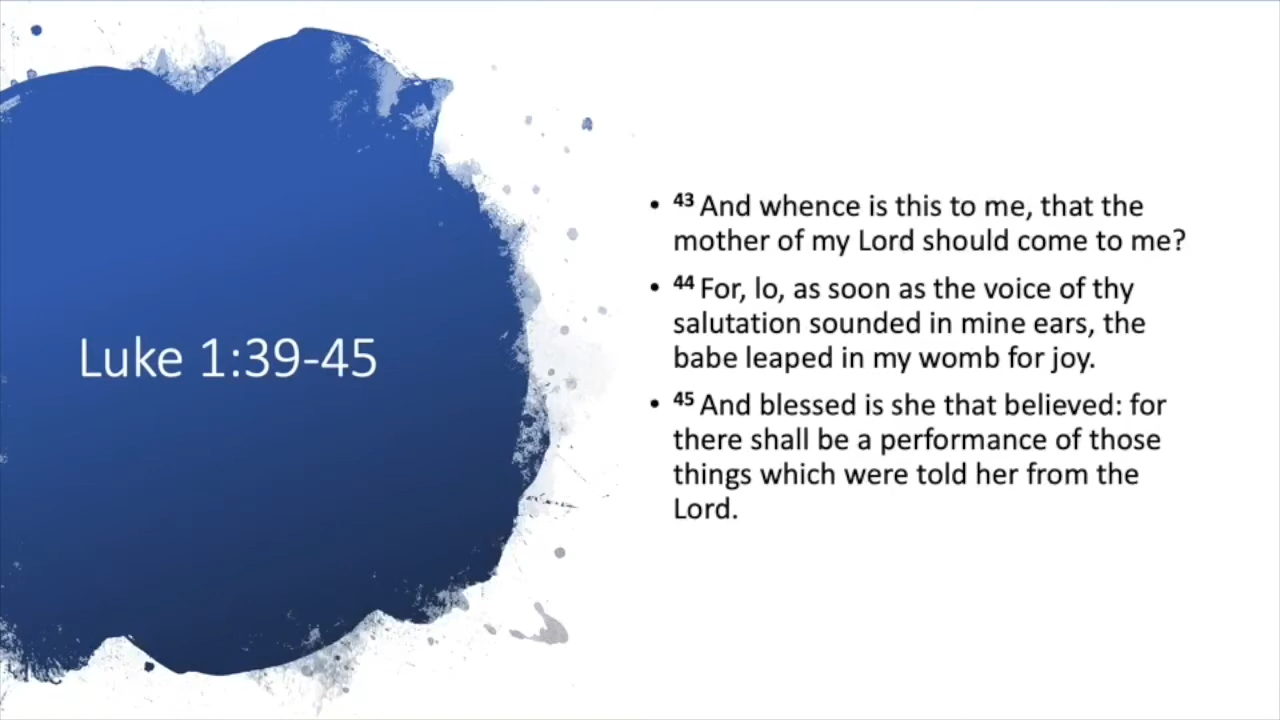 Luke 1:39-45
• 43 And whence is this to me, that the
mother of my Lord should come to me?
• 44 For, lo, as soon as the voice of thy
salutation sounded in mine ears, the
babe leaped in my womb for joy.
• 45 And blessed is she that believed: for
there shall be a performance of those
things which were told her from the
Lord.